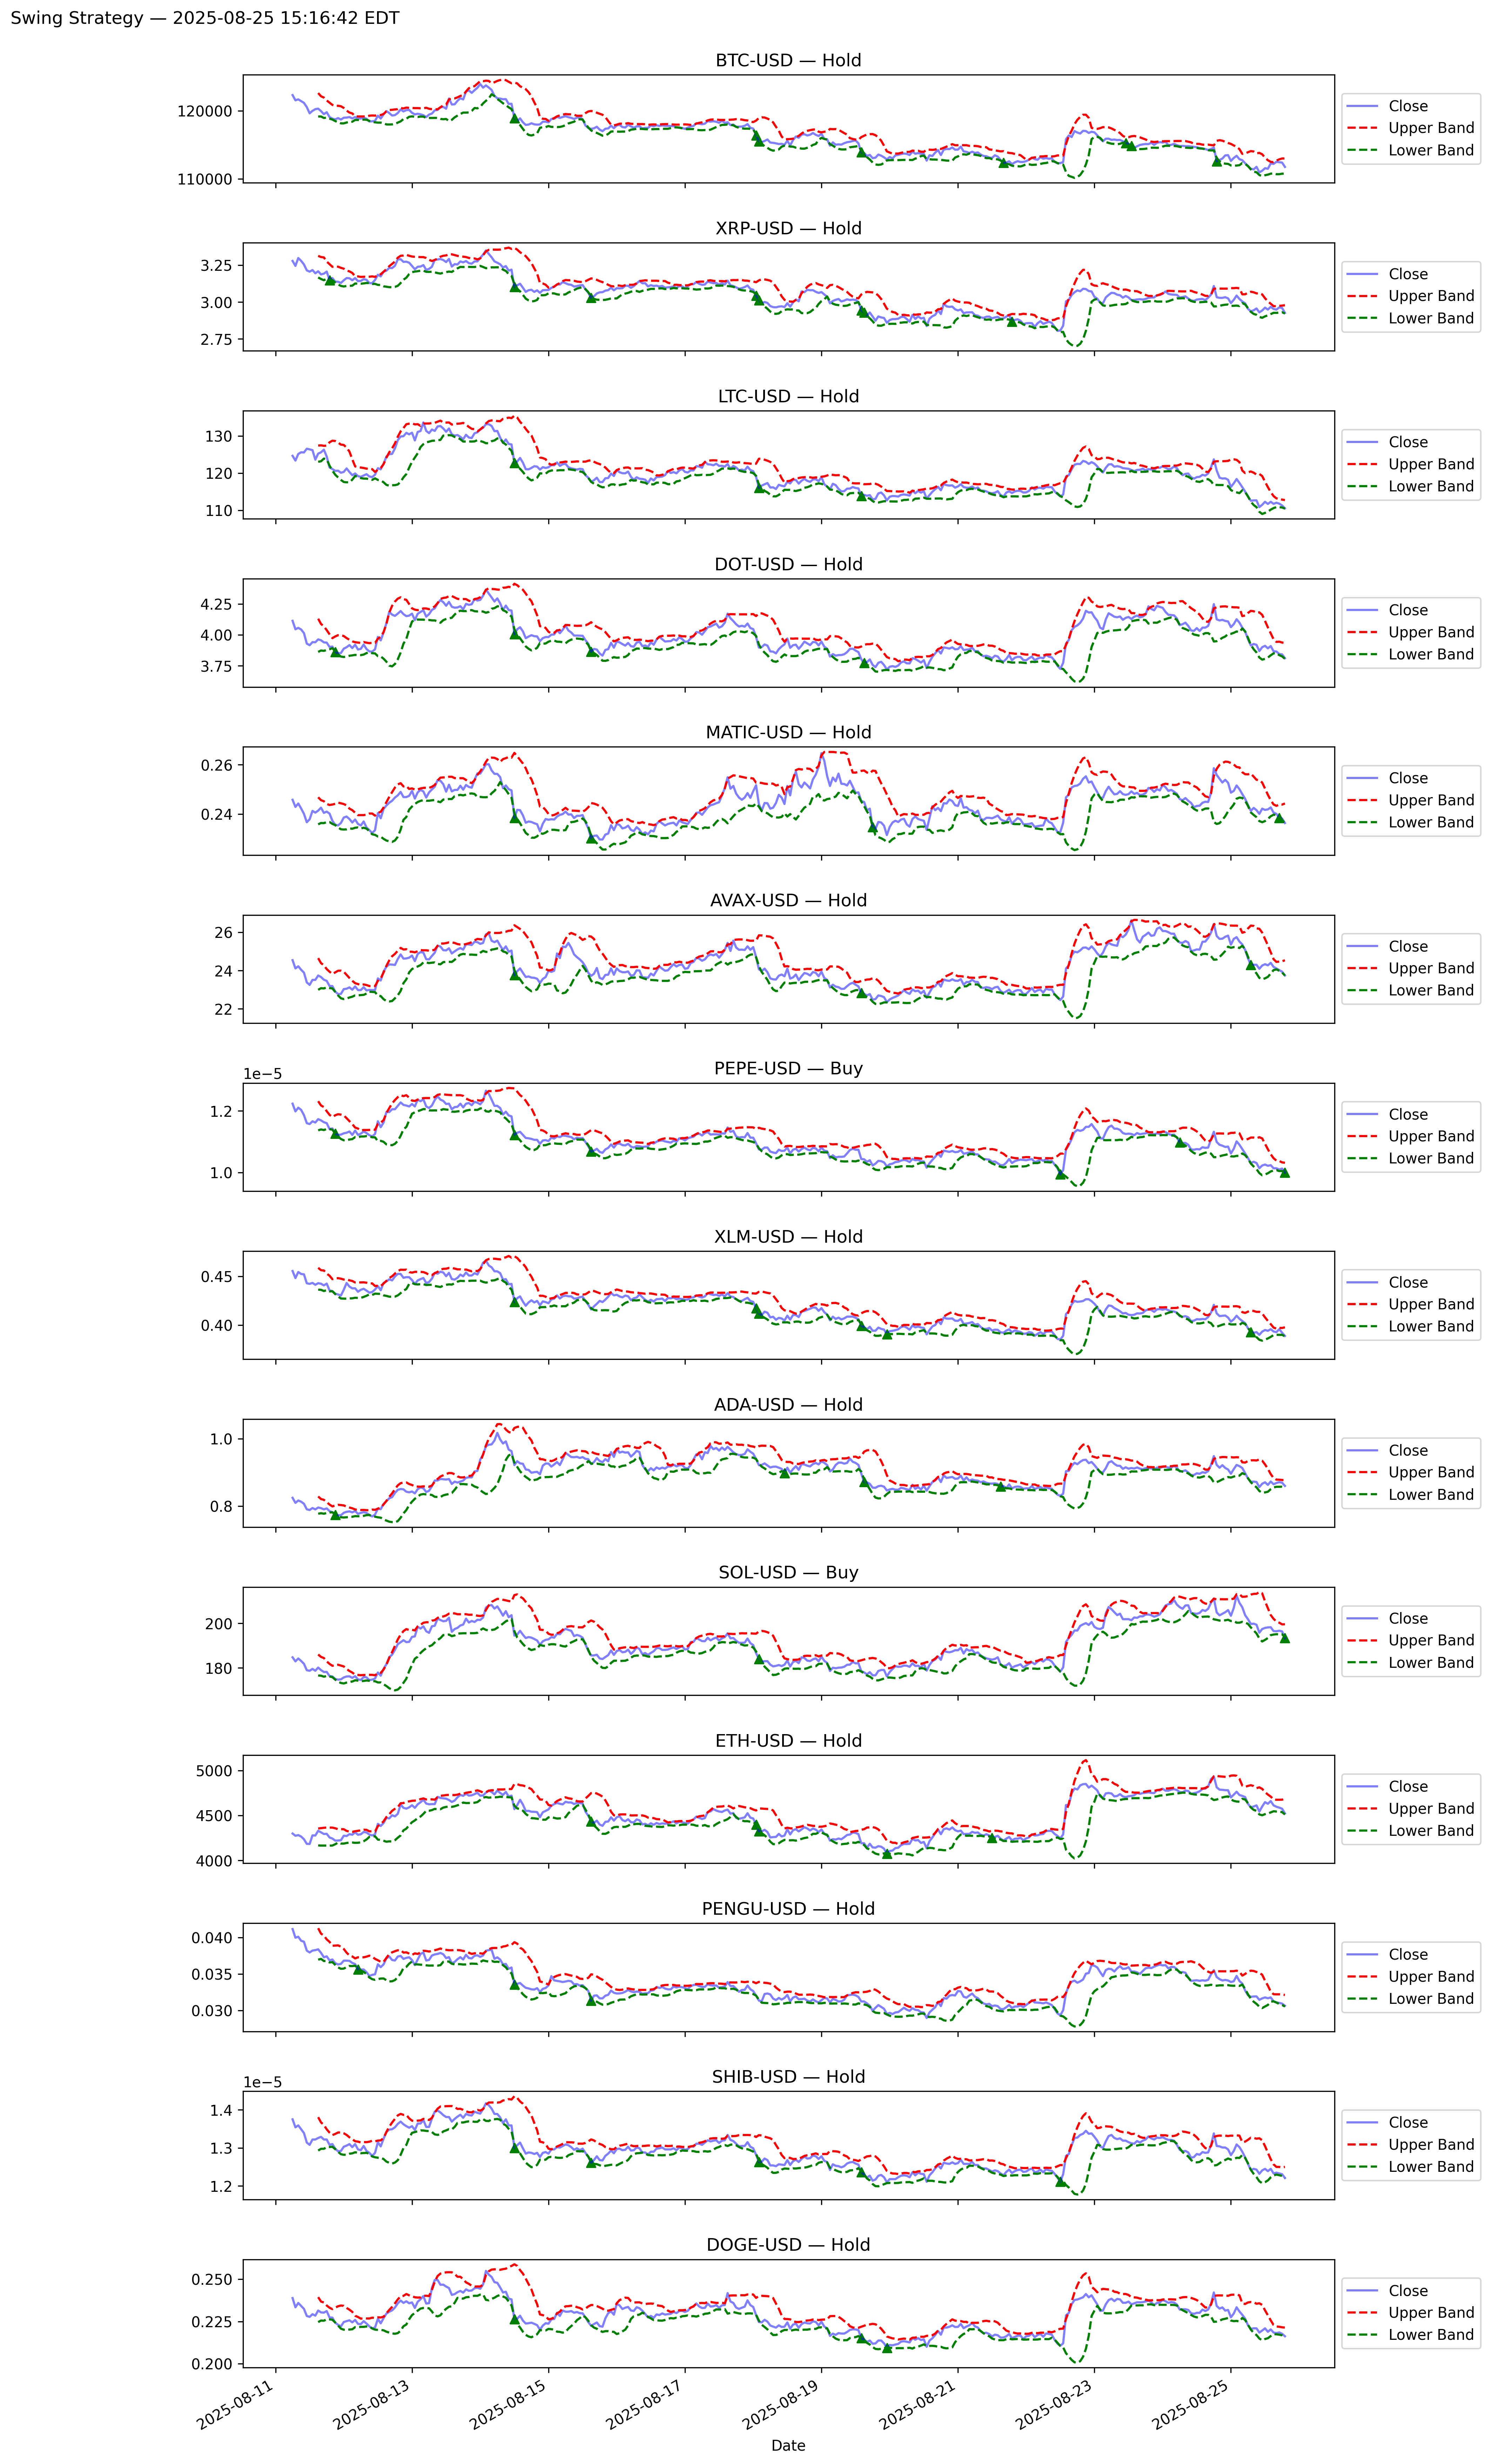 Swing Strategy — 2025-08-25 15:16:42 EDT
BTC-USD — Hold
120000
110000
Close
Upper Band
Lower Band
XRP-USD — Hold
3.25
3.00
2.75
Close
Upper Band
Lower Band
LTC-USD — Hold
130
120
110
Close
Upper Band
Lower Band
DOT-USD — Hold
4.25
4.00
3.75
Close
Upper Band
Lower Band
MATIC-USD — Hold
0.26
0.24
Close
Upper Band
Lower Band
AVAX-USD — Hold
26
24
22
Close
Upper Band
Lower Band
PEPE-USD — Buy
1e−5
1.2
1.0
Close
Upper Band
Lower Band
XLM-USD — Hold
0.45
0.40
Close
Upper Band
Lower Band
ADA-USD — Hold
1.0
0.8
Close
Upper Band
Lower Band
SOL-USD — Buy
200
180
Close
Upper Band
Lower Band
ETH-USD — Hold
5000
4500
4000
Close
Upper Band
Lower Band
PENGU-USD — Hold
0.040
0.035
0.030
Close
Upper Band
Lower Band
SHIB-USD — Hold
1e−5
1.4
1.3
1.2
Close
Upper Band
Lower Band
DOGE-USD — Hold
0.250
0.225
0.200
Close
Upper Band
Lower Band
2025-08-11
2025-08-13
2025-08-15
2025-08-17
2025-08-19
2025-08-21
2025-08-23
2025-08-25
Date